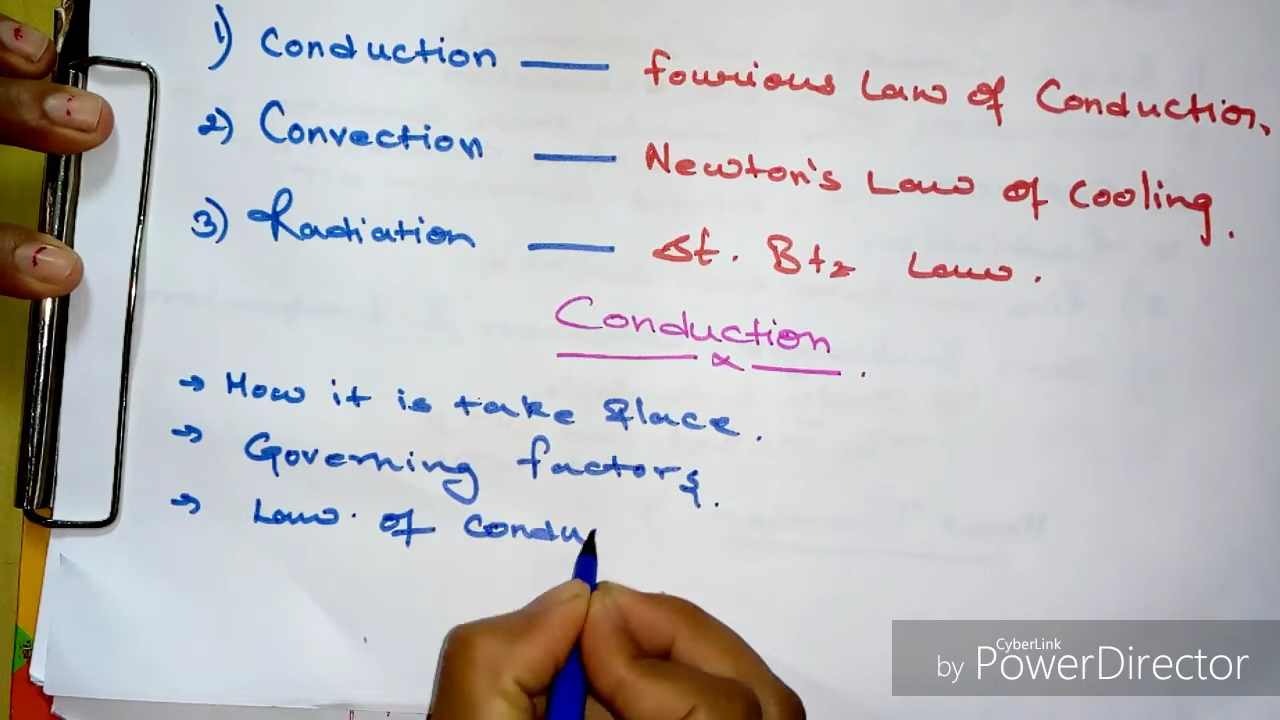 1) Conduction — fourious Law of Conduction.
2) Convection — Newton's Law of Cooling.
3) Radiation — St. Btz Law.
Conduction.
→ How it is take place.
→ Governing factors.
→ Law of Condu
CyberLink
by PowerDirector